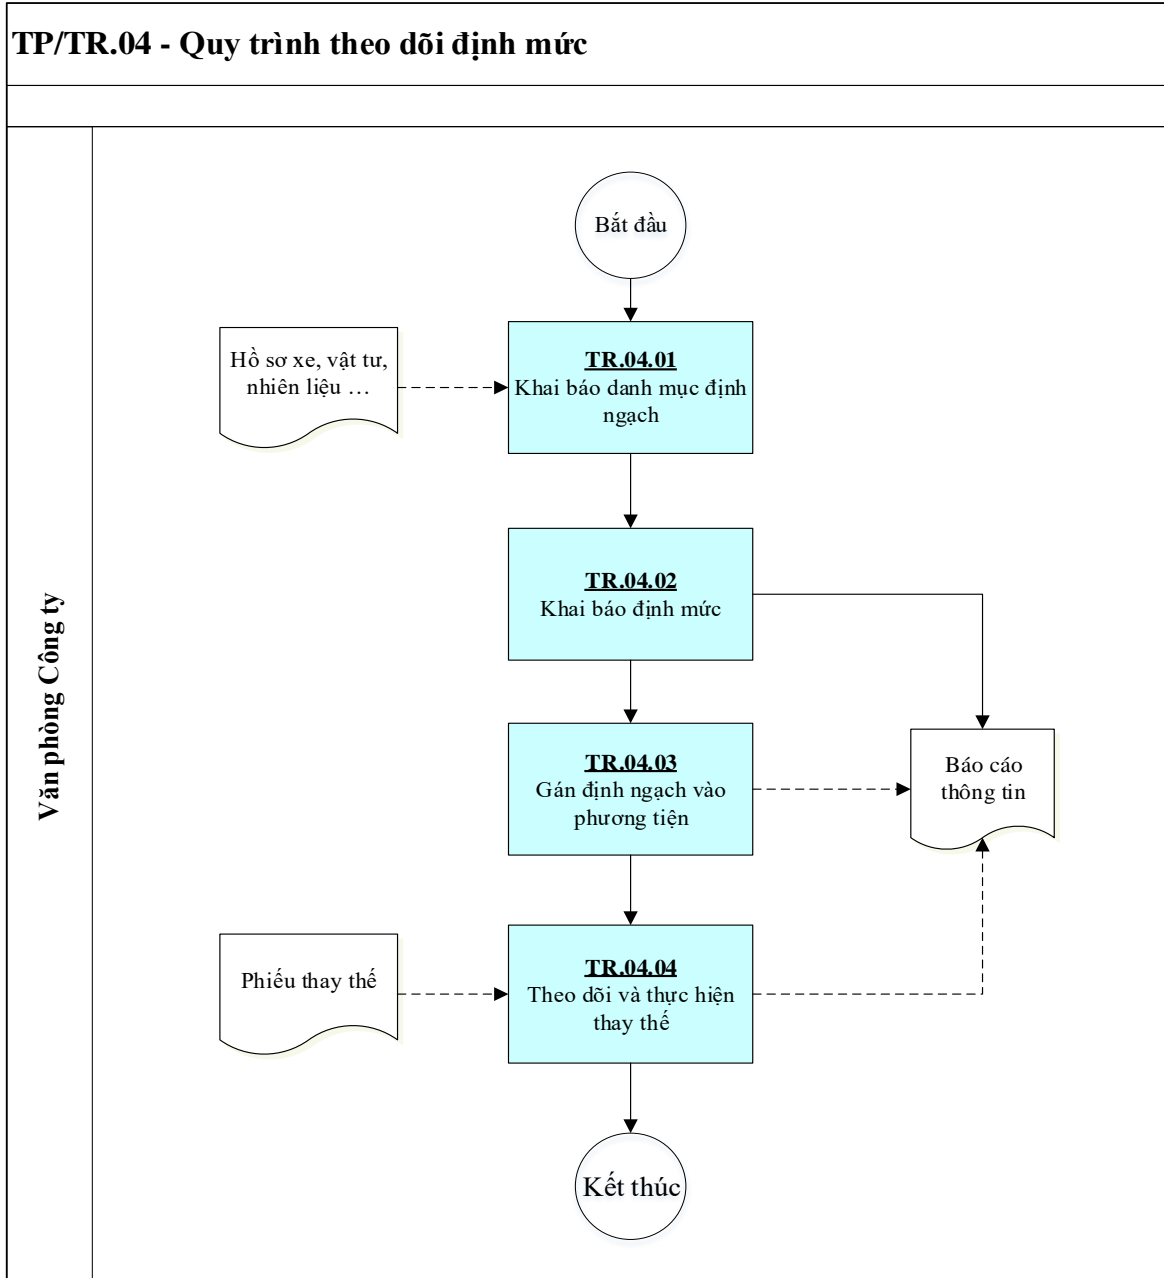 TP/TR.04 - Quy trình theo dõi định mức
Văn phòng Công ty
Bắt đầu
Hồ sơ xe, vật tư,
nhiên liệu …
TR.04.01
Khai báo danh mục định
ngạch
TR.04.02
Khai báo định mức
TR.04.03
Gán định ngạch vào
phương tiện
Báo cáo
thông tin
Phiếu thay thế
TR.04.04
Theo dõi và thực hiện
thay thế
Kết thúc